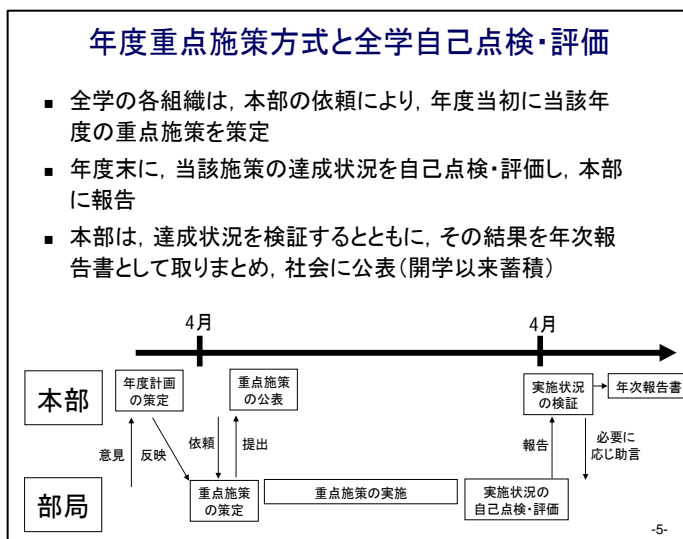 年度重点施策方式と全学自己点検・評価
■ 全学の各組織は，本部の依頼により，年度当初に当該年
度の重点施策を策定
■ 年度末に，当該施策の達成状況を自己点検・評価し，本部
に報告
■ 本部は，達成状況を検証するとともに，その結果を年次報
告書として取りまとめ，社会に公表（開学以来蓄積）
4月
4月
本部
年度計画
の策定
重点施策
の公表
実施状況
の検証
年次報告書
意見
反映
依頼
提出
報告
必要に
応じ助言
部局
重点施策
の策定
重点施策の実施
実施状況の
自己点検・評価
-5-